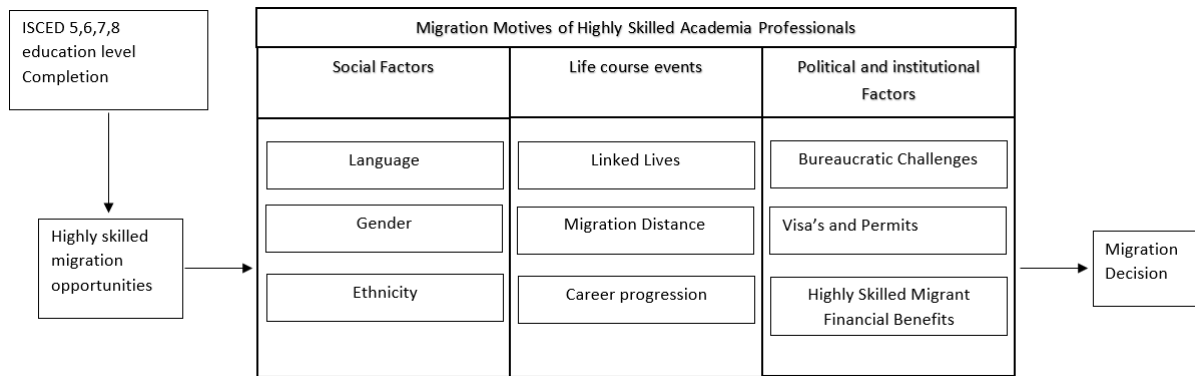 ISCED 5,6,7,8
education level
Completion
Highly skilled
migration
opportunities
Migration Motives of Highly Skilled Academia Professionals
Social Factors
Language
Gender
Ethnicity
Life course events
Linked Lives
Migration Distance
Career progression
Political and institutional
Factors
Bureaucratic Challenges
Visa's and Permits
Highly Skilled Migrant
Financial Benefits
Migration
Decision